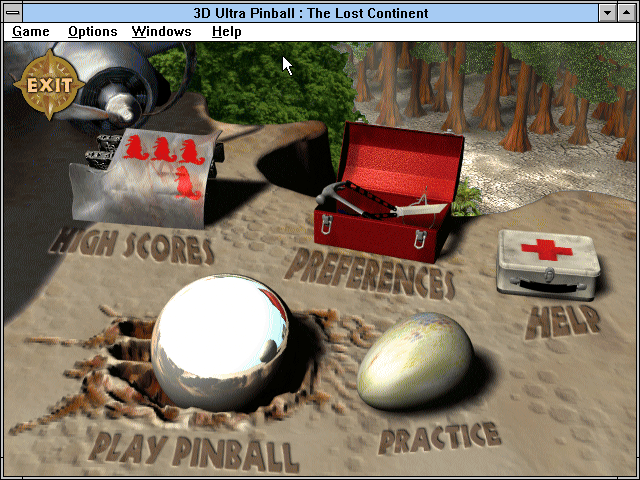 3D Ultra Pinball : The Lost Continent
Game Options Windows Help
EXIT
HIGH SCORES
PREFERENCES
HELP
PLAY PINBALL
PRACTICE